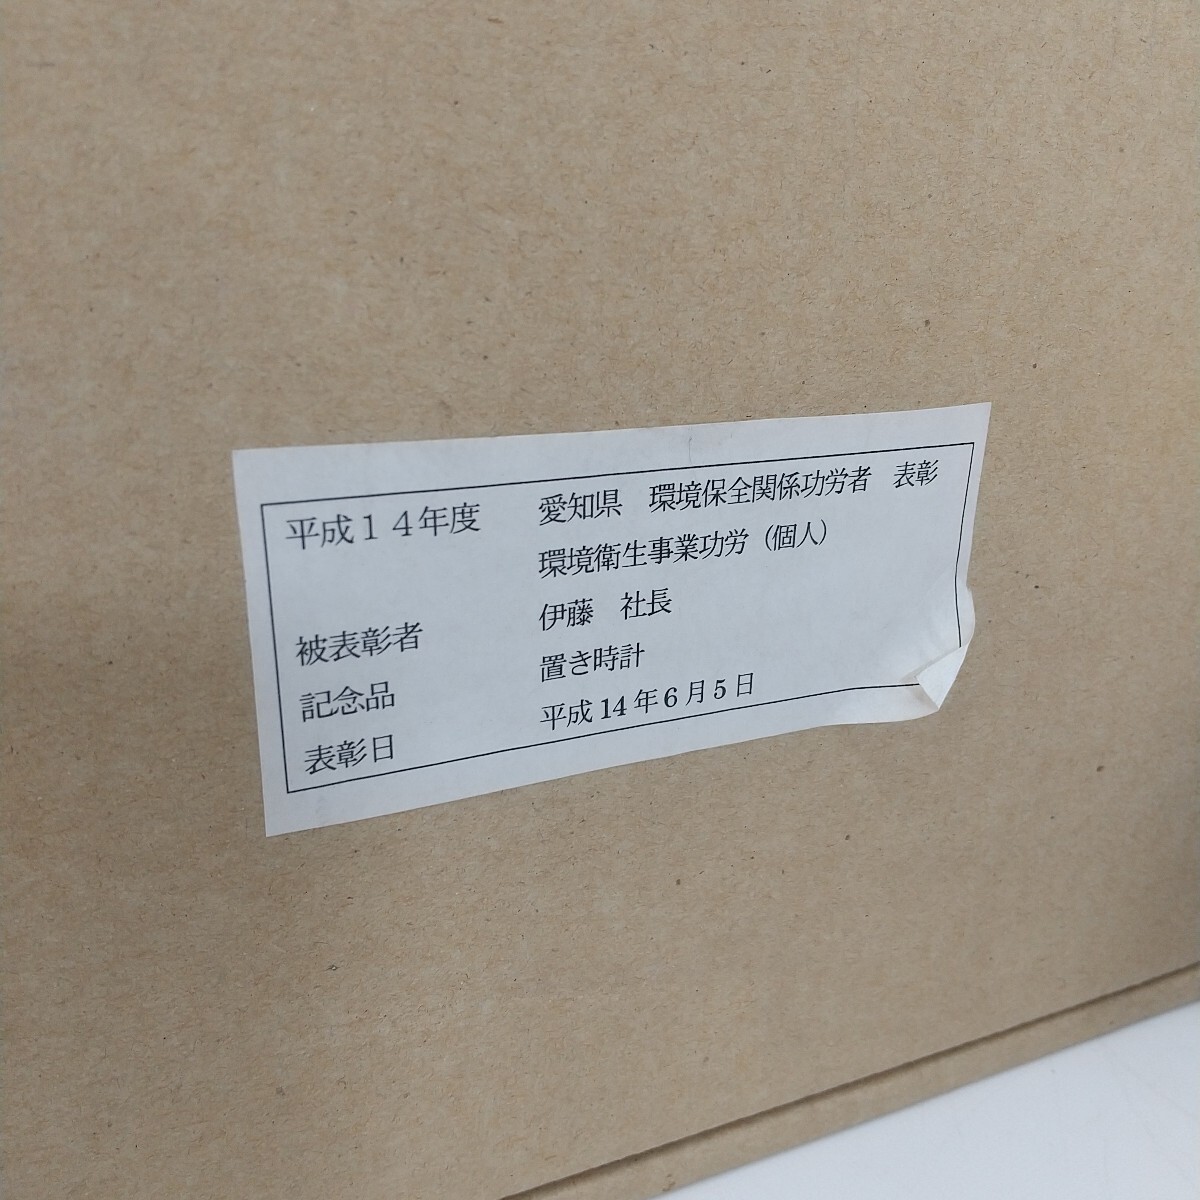 平成１４年度　愛知県　環境保全関係功労者　表彰
環境衛生事業功労（個人）
被表彰者　伊藤　社長
記念品　置き時計
表彰日　平成14年6月5日